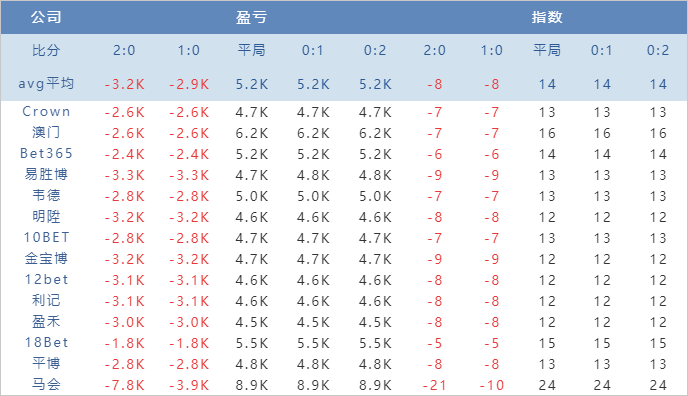 公司 盈亏 指数
比分 2:0 1:0 平局 0:1 0:2 2:0 1:0 平局 0:1 0:2
avg平均 -3.2K -2.9K 5.2K 5.2K 5.2K -8 -8 14 14 14
Crown -2.6K -2.6K 4.7K 4.7K 4.7K -7 -7 13 13 13
澳门 -2.6K -2.6K 6.2K 6.2K 6.2K -7 -7 16 16 16
Bet365 -2.4K -2.4K 5.2K 5.2K 5.2K -6 -6 14 14 14
易胜博 -3.3K -3.3K 4.7K 4.8K 4.8K -9 -9 13 13 13
韦德 -2.8K -2.8K 5.0K 5.0K 5.0K -7 -7 13 13 13
明陞 -3.2K -3.2K 4.6K 4.6K 4.6K -8 -8 12 12 12
10BET -2.8K -2.8K 4.7K 4.7K 4.7K -7 -7 13 13 13
金宝博 -3.2K -3.2K 4.7K 4.7K 4.7K -9 -9 12 12 12
12bet -3.1K -3.1K 4.6K 4.6K 4.6K -8 -8 12 12 12
利记 -3.1K -3.1K 4.6K 4.6K 4.6K -8 -8 12 12 12
盈禾 -3.0K -3.0K 4.5K 4.5K 4.5K -8 -8 12 12 12
18Bet -1.8K -1.8K 5.5K 5.5K 5.5K -5 -5 15 15 15
平博 -2.8K -2.8K 4.8K 4.8K 4.8K -8 -8 13 13 13
马会 -7.8K -3.9K 8.9K 8.9K 8.9K -21 -10 24 24 24